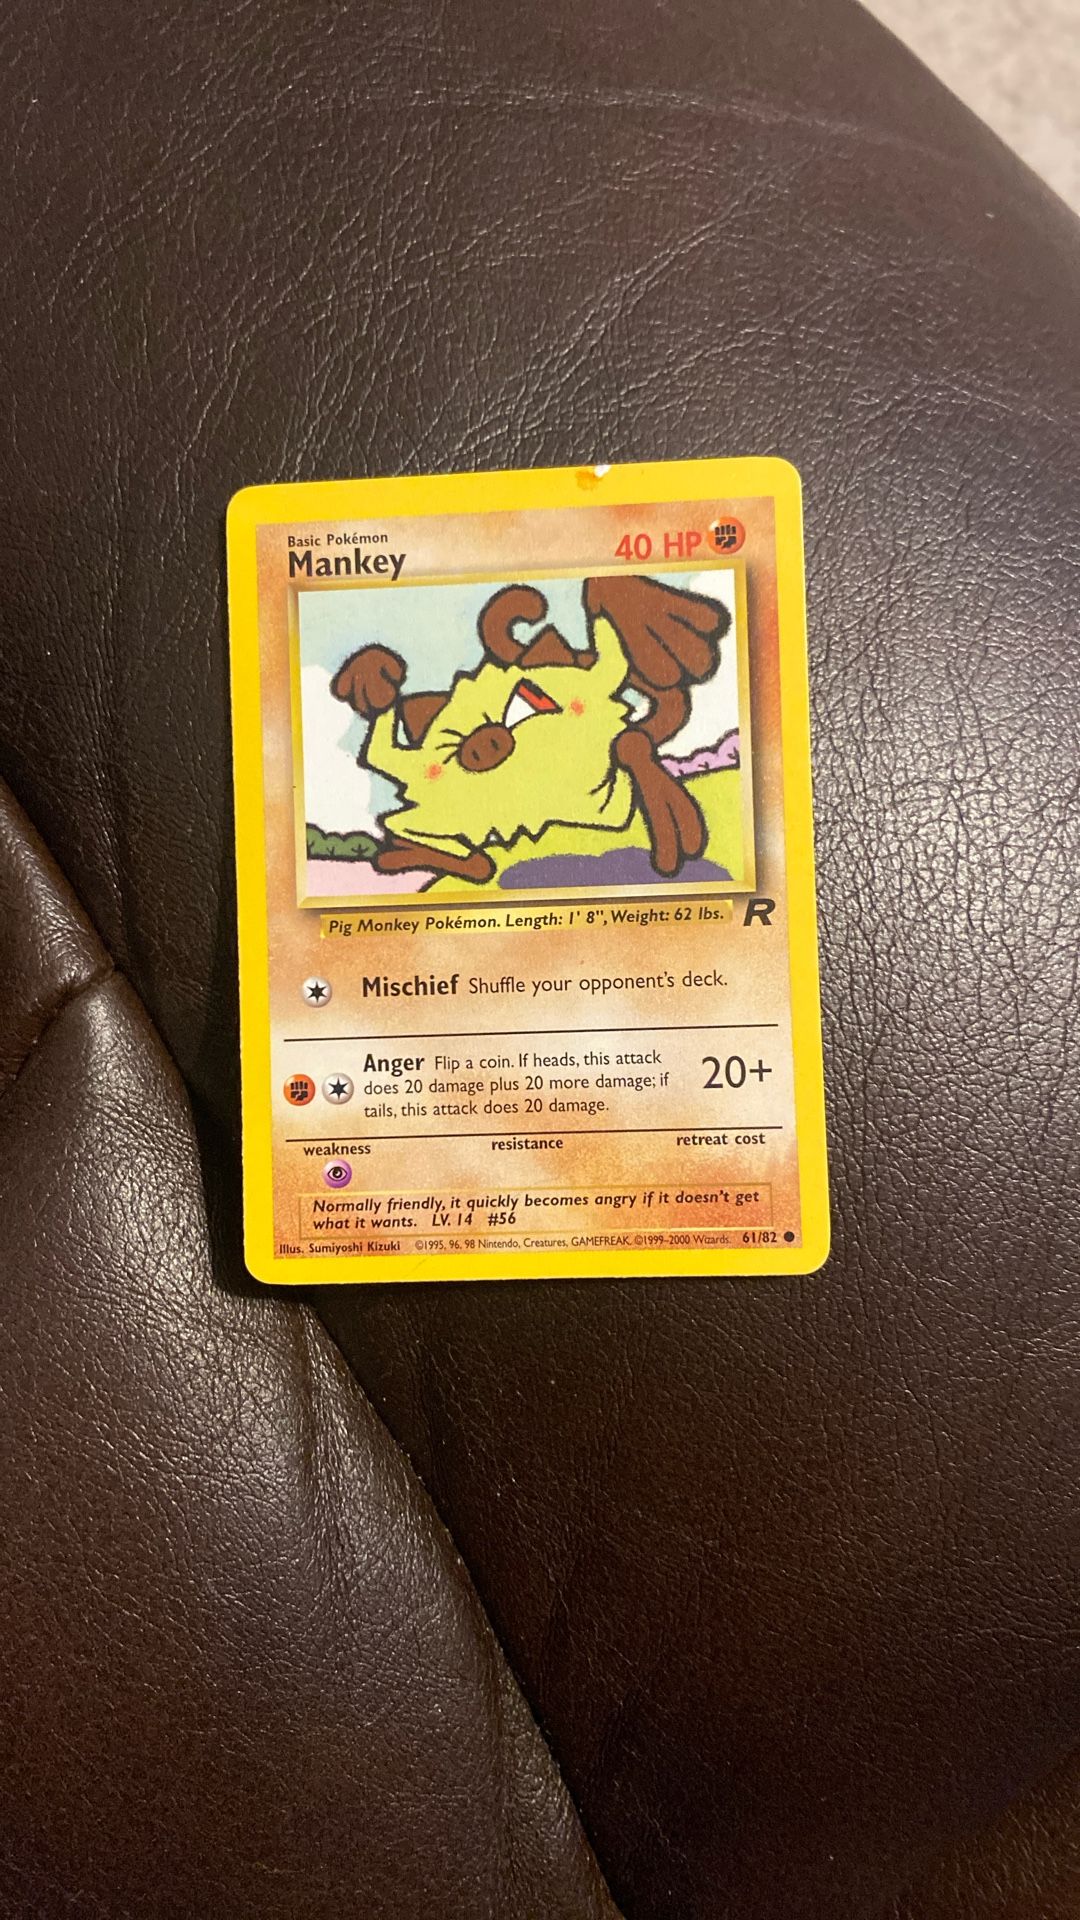 Basic Pokémon
Mankey
40 HP
Pig Monkey Pokémon. Length: 1' 8", Weight: 62 lbs.
R
Mischief Shuffle your opponent's deck.
Anger Flip a coin. If heads, this attack
does 20 damage plus 20 more damage; if
tails, this attack does 20 damage.
20+
weakness resistance retreat cost
Normally friendly, it quickly becomes angry if it doesn't get
what it wants. LV. 14 #56
Illus. Sumiyoshi Kizuki ©1995, 96, 98 Nintendo, Creatures, GAMEFREAK. ©1999-2000 Wizards. 61/82